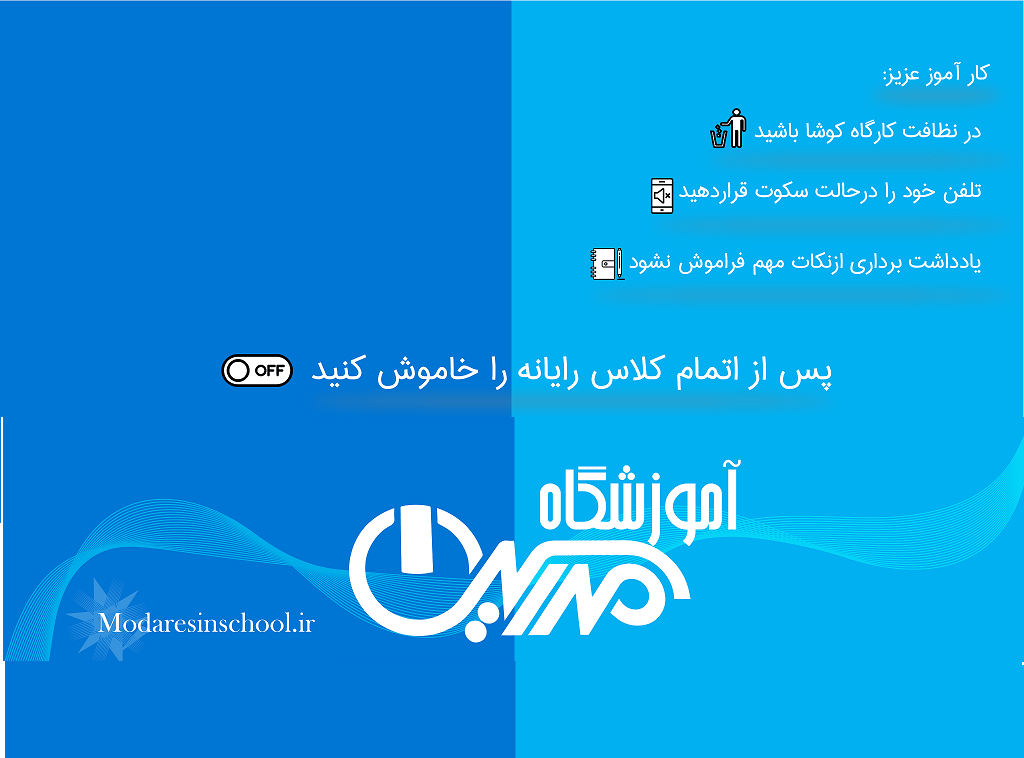 کار آموز عزیز:
در نظافت کارگاه کوشا باشید
تلفن خود را درحالت سکوت قراردهید
یادداشت برداری ازنکات مهم فراموش نشود
پس از اتمام کلاس رایانه را خاموش کنید
OFF
آموزشگاه
مدرسین
Modaresinschool.ir